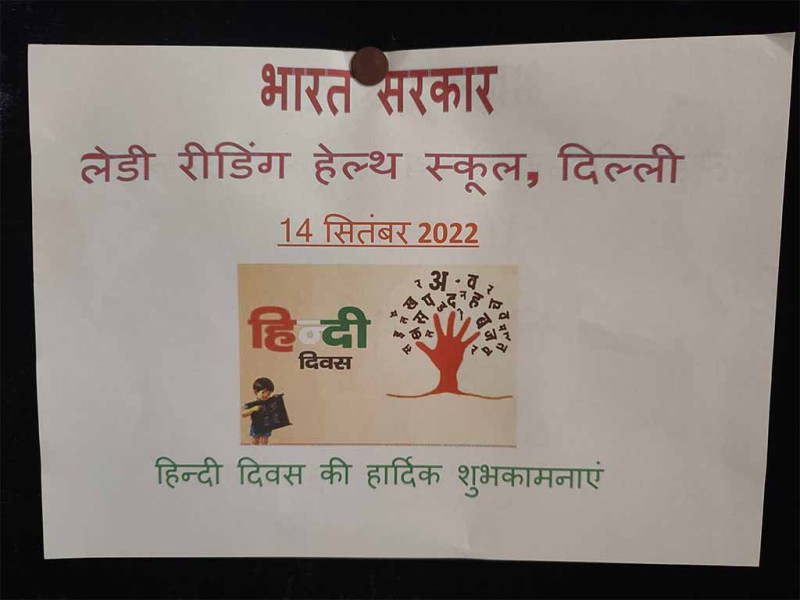 भारत सरकार
लेडी रीडिंग हेल्थ स्कूल, दिल्ली
14 सितंबर 2022
हिन्दी
दिवस
अ - व
हिन्दी दिवस की हार्दिक शुभकामनाएं